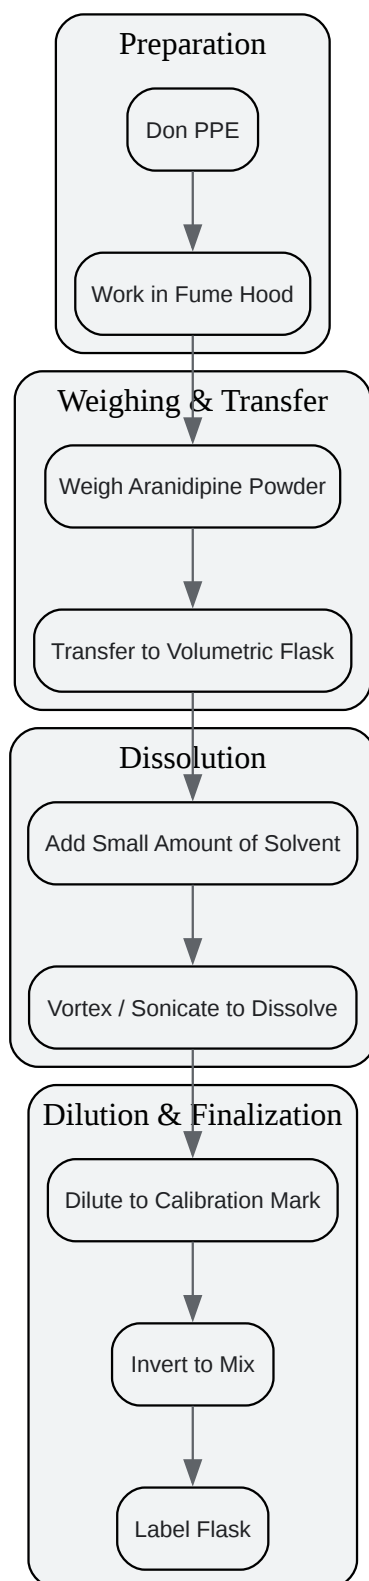 Preparation
Don PPE
Work in Fume Hood
Weighing & Transfer
Weigh Aranidipine Powder
Transfer to Volumetric Flask
Dissolution
Add Small Amount of Solvent
Vortex / Sonicate to Dissolve
Dilution & Finalization
Dilute to Calibration Mark
Invert to Mix
Label Flask